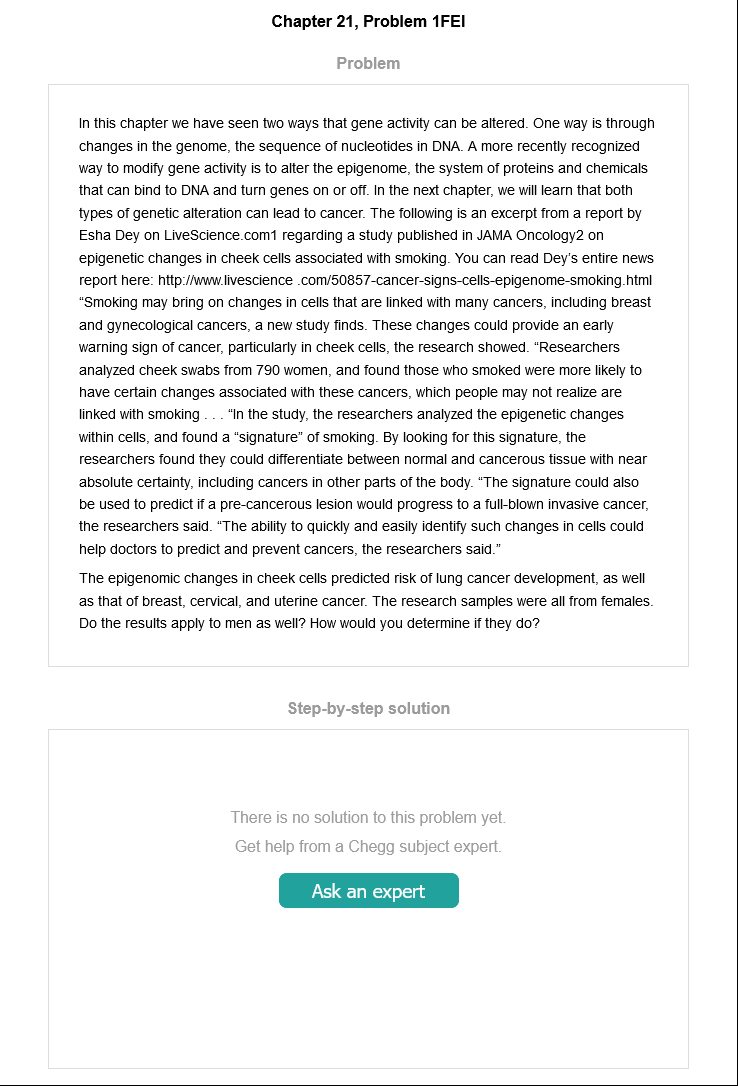 Chapter 21, Problem 1FEI
Problem
In this chapter we have seen two ways that gene activity can be altered. One way is through
changes in the genome, the sequence of nucleotides in DNA. A more recently recognized
way to modify gene activity is to alter the epigenome, the system of proteins and chemicals
that can bind to DNA and turn genes on or off. In the next chapter, we will learn that both
types of genetic alteration can lead to cancer. The following is an excerpt from a report by
Esha Dey on LiveScience.com1 regarding a study published in JAMA Oncology2 on
epigenetic changes in cheek cells associated with smoking. You can read Dey’s entire news
report here: http://www.livescience .com/50857-cancer-signs-cells-epigenome-smoking.html
“Smoking may bring on changes in cells that are linked with many cancers, including breast
and gynecological cancers, a new study finds. These changes could provide an early
warning sign of cancer, particularly in cheek cells, the research showed. “Researchers
analyzed cheek swabs from 790 women, and found those who smoked were more likely to
have certain changes associated with these cancers, which people may not realize are
linked with smoking . . . “In the study, the researchers analyzed the epigenetic changes
within cells, and found a “signature” of smoking. By looking for this signature, the
researchers found they could differentiate between normal and cancerous tissue with near
absolute certainty, including cancers in other parts of the body. “The signature could also
be used to predict if a pre-cancerous lesion would progress to a full-blown invasive cancer,
the researchers said. “The ability to quickly and easily identify such changes in cells could
help doctors to predict and prevent cancers, the researchers said.”
The epigenomic changes in cheek cells predicted risk of lung cancer development, as well
as that of breast, cervical, and uterine cancer. The research samples were all from females.
Do the results apply to men as well? How would you determine if they do?
Step-by-step solution
There is no solution to this problem yet.
Get help from a Chegg subject expert.
Ask an expert